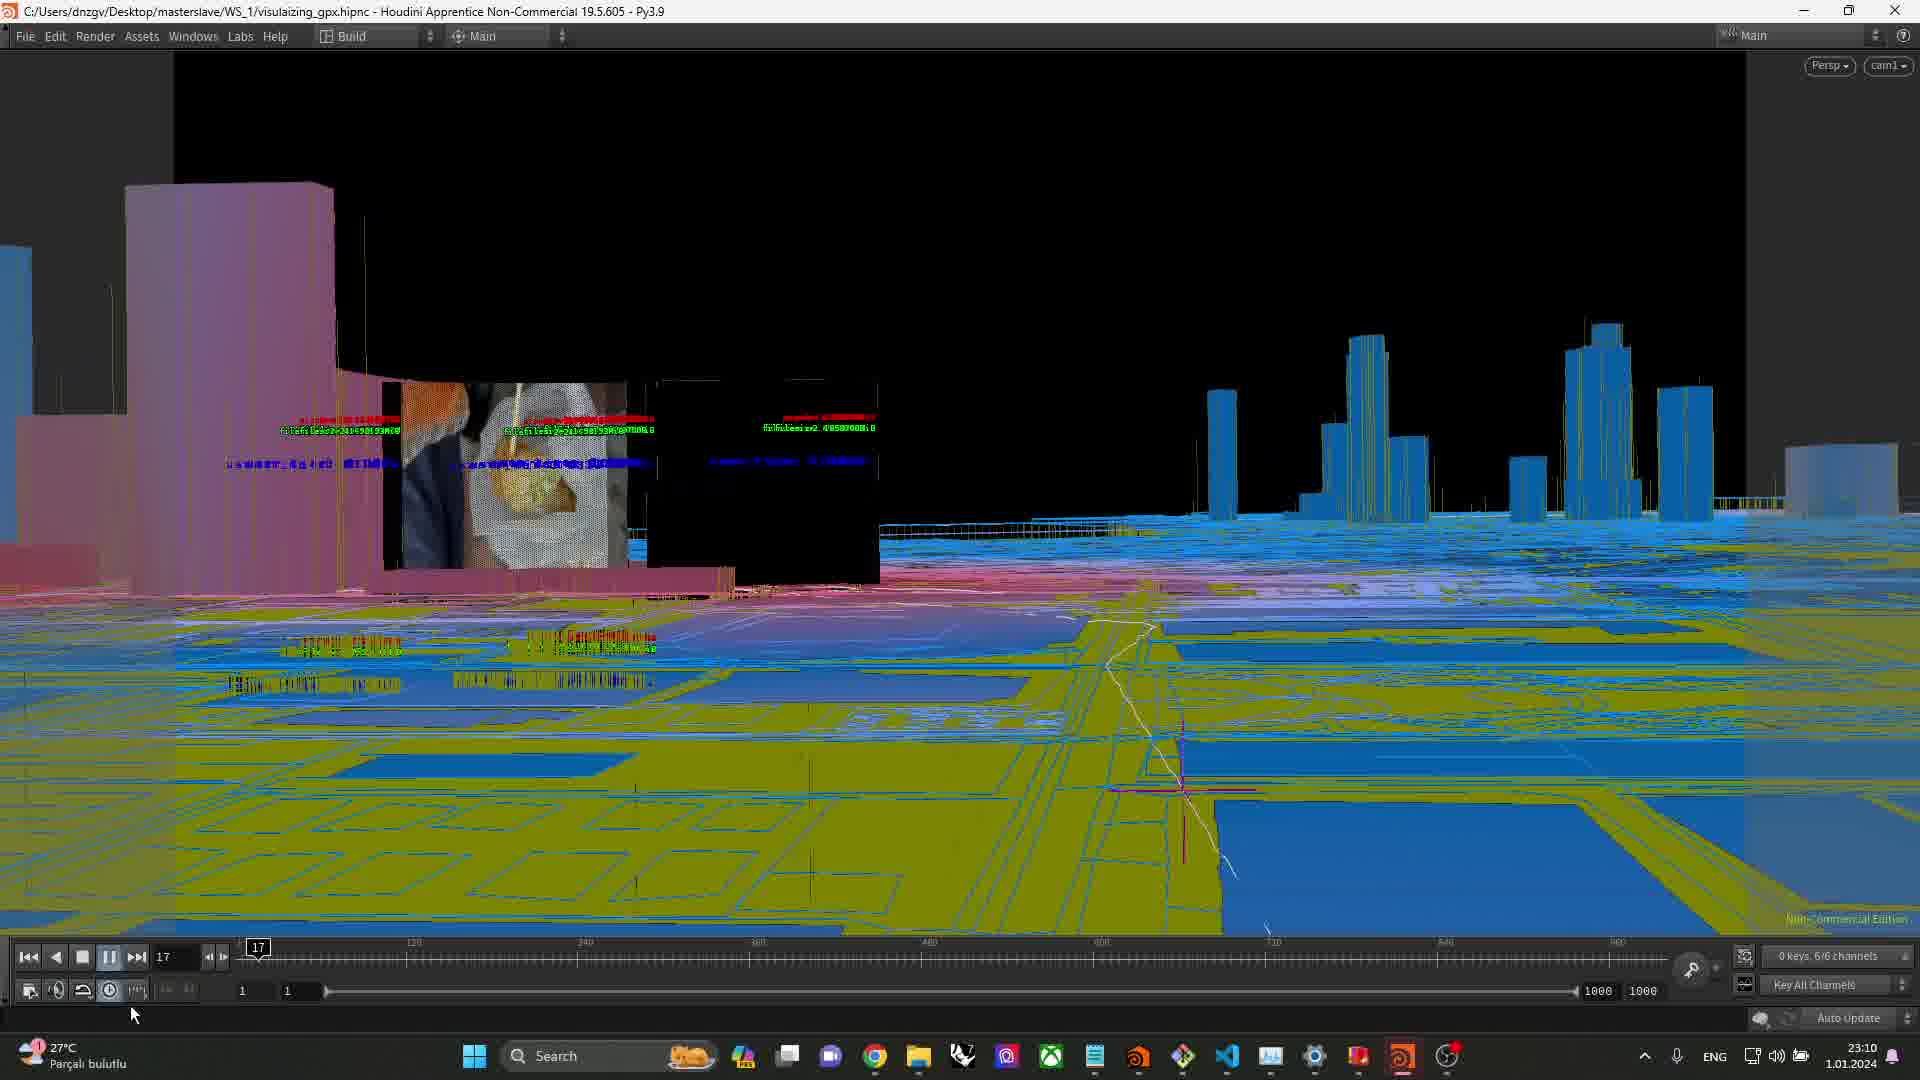 C:/Users/dnzgv/Desktop/masterslave/WS_1/visulaizing_gpx.hipnc - Houdini Apprentice Non-Commercial 19.5.605 - Py3.9
File Edit Render Assets Windows Labs Help Build Main Main
Persp cam1
Non-Commercial Edition
17 17 120 240 360 480 600 720 840 960
0 keys, 6/6 channels
1 1 1000 1000 Key All Channels
Auto Update
27°C
Parçalı bulutlu
Search
ENG
23:10
1.01.2024